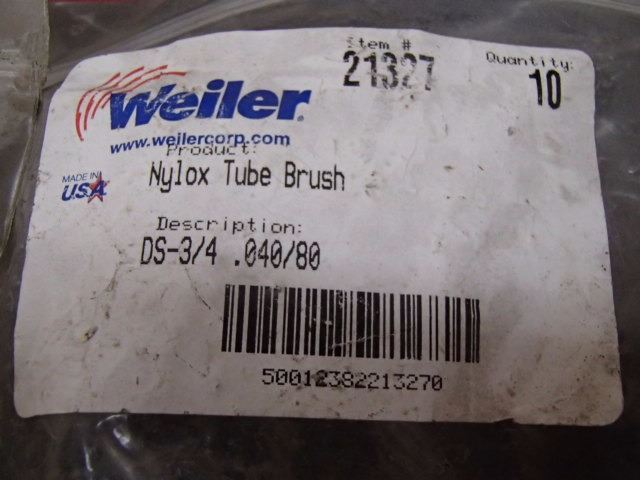 Item # Quantity:
21327 10
Weiler®
www.weilercorp.com
Product:
MADE IN
U.S.A.
Nylox Tube Brush
Description:
DS-3/4 .040/80
50012382213270